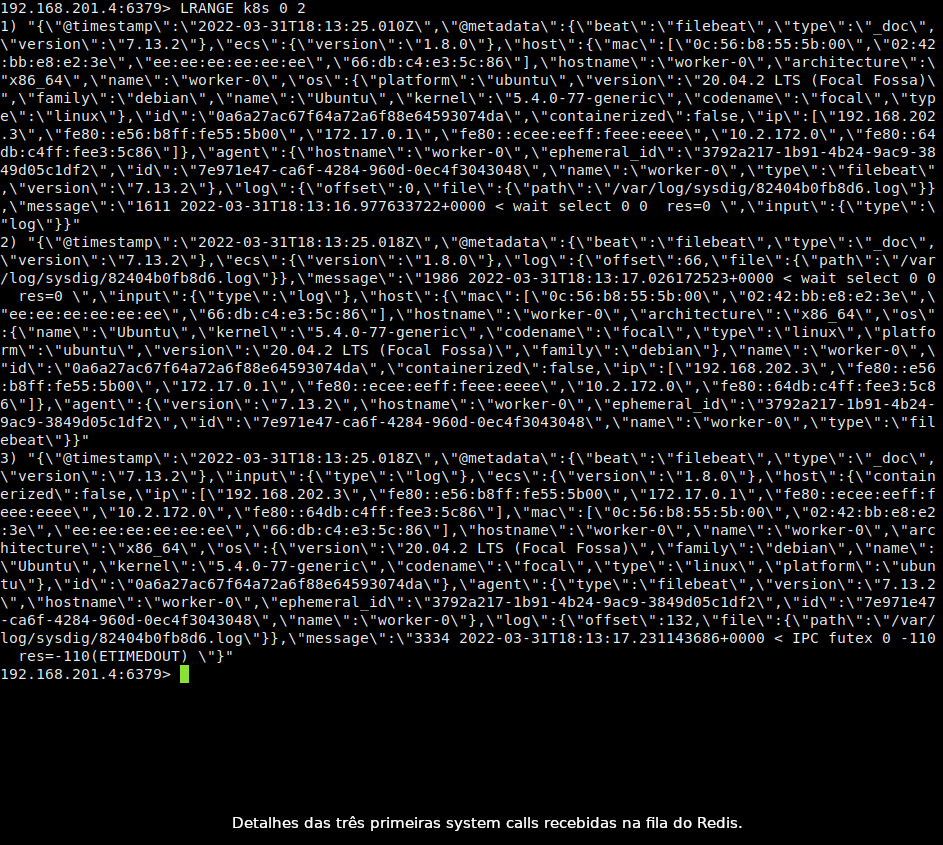 192.168.201.4:6379> LRANGE k8s 0 2
1) "{\"@timestamp\":\"2022-03-31T18:13:25.010Z\",\"@metadata\":{\"beat\":\"filebeat\",\"type\":\"_doc\",
\"version\":\"7.13.2\"},\"ecs\":{\"version\":\"1.8.0\"},\"host\":{\"mac\":[\"0c:56:b8:55:5b:00\",\"02:42
:bb:e8:e2:3e\",\"ee:ee:ee:ee:ee:ee\",\"66:db:c4:e3:5c:86\"],\"hostname\":\"worker-0\",\"architecture\":\
"x86_64\",\"name\":\"worker-0\",\"os\":{\"platform\":\"ubuntu\",\"version\":\"20.04.2 LTS (Focal Fossa)\
",\"family\":\"debian\",\"name\":\"Ubuntu\",\"kernel\":\"5.4.0-77-generic\",\"codename\":\"focal\",\"typ
e\":\"linux\"},\"id\":\"0a6a27ac67f64a72a6f88e64593074da\",\"containerized\":false,\"ip\":[\"192.168.202
.3\",\"fe80::e56:b8ff:fe55:5b00\",\"172.17.0.1\",\"fe80::ecee:eeff:feee:eeee\",\"10.2.172.0\",\"fe80::64
db:c4ff:fee3:5c86\"]},\"agent\":{\"hostname\":\"worker-0\",\"ephemeral_id\":\"3792a217-1b91-4b24-9ac9-38
49d05c1df2\",\"id\":\"7e971e47-ca6f-4284-960d-0ec4f3043048\",\"name\":\"worker-0\",\"type\":\"filebeat\"
,\"version\":\"7.13.2\"},\"log\":{\"offset\":0,\"file\":{\"path\":\"/var/log/sysdig/82404b0fb8d6.log\"}}
,\"message\":\"1611 2022-03-31T18:13:16.977633722+0000 < wait select 0 0  res=0 \",\"input\":{\"type\":\
"log\"}}"
2) "{\"@timestamp\":\"2022-03-31T18:13:25.018Z\",\"@metadata\":{\"beat\":\"filebeat\",\"type\":\"_doc\",
\"version\":\"7.13.2\"},\"ecs\":{\"version\":\"1.8.0\"},\"log\":{\"offset\":66,\"file\":{\"path\":\"/var
/log/sysdig/82404b0fb8d6.log\"}},\"message\":\"1986 2022-03-31T18:13:17.026172523+0000 < wait select 0 0
  res=0 \",\"input\":{\"type\":\"log\"},\"host\":{\"mac\":[\"0c:56:b8:55:5b:00\",\"02:42:bb:e8:e2:3e\",\
"ee:ee:ee:ee:ee:ee\",\"66:db:c4:e3:5c:86\"],\"hostname\":\"worker-0\",\"architecture\":\"x86_64\",\"os\"
:{\"name\":\"Ubuntu\",\"kernel\":\"5.4.0-77-generic\",\"codename\":\"focal\",\"type\":\"linux\",\"platfo
rm\":\"ubuntu\",\"version\":\"20.04.2 LTS (Focal Fossa)\",\"family\":\"debian\"},\"name\":\"worker-0\",\
"id\":\"0a6a27ac67f64a72a6f88e64593074da\",\"containerized\":false,\"ip\":[\"192.168.202.3\",\"fe80::e56
:b8ff:fe55:5b00\",\"172.17.0.1\",\"fe80::ecee:eeff:feee:eeee\",\"10.2.172.0\",\"fe80::64db:c4ff:fee3:5c8
6\"]},\"agent\":{\"version\":\"7.13.2\",\"hostname\":\"worker-0\",\"ephemeral_id\":\"3792a217-1b91-4b24-
9ac9-3849d05c1df2\",\"id\":\"7e971e47-ca6f-4284-960d-0ec4f3043048\",\"name\":\"worker-0\",\"type\":\"fil
ebeat\"}}"
3) "{\"@timestamp\":\"2022-03-31T18:13:25.018Z\",\"@metadata\":{\"beat\":\"filebeat\",\"type\":\"_doc\",
\"version\":\"7.13.2\"},\"input\":{\"type\":\"log\"},\"ecs\":{\"version\":\"1.8.0\"},\"host\":{\"contain
erized\":false,\"ip\":[\"192.168.202.3\",\"fe80::e56:b8ff:fe55:5b00\",\"172.17.0.1\",\"fe80::ecee:eeff:f
eee:eeee\",\"10.2.172.0\",\"fe80::64db:c4ff:fee3:5c86\"],\"mac\":[\"0c:56:b8:55:5b:00\",\"02:42:bb:e8:e2
:3e\",\"ee:ee:ee:ee:ee:ee\",\"66:db:c4:e3:5c:86\"],\"hostname\":\"worker-0\",\"name\":\"worker-0\",\"arc
hitecture\":\"x86_64\",\"os\":{\"version\":\"20.04.2 LTS (Focal Fossa)\",\"family\":\"debian\",\"name\":
\"Ubuntu\",\"kernel\":\"5.4.0-77-generic\",\"codename\":\"focal\",\"type\":\"linux\",\"platform\":\"ubun
tu\"},\"id\":\"0a6a27ac67f64a72a6f88e64593074da\"},\"agent\":{\"type\":\"filebeat\",\"version\":\"7.13.2
\",\"hostname\":\"worker-0\",\"ephemeral_id\":\"3792a217-1b91-4b24-9ac9-3849d05c1df2\",\"id\":\"7e971e47
-ca6f-4284-960d-0ec4f3043048\",\"name\":\"worker-0\"},\"log\":{\"offset\":132,\"file\":{\"path\":\"/var/
log/sysdig/82404b0fb8d6.log\"}},\"message\":\"3334 2022-03-31T18:13:17.231143686+0000 < IPC futex 0 -110
  res=-110(ETIMEDOUT) \"}"
192.168.201.4:6379>
Detalhes das três primeiras system calls recebidas na fila do Redis.